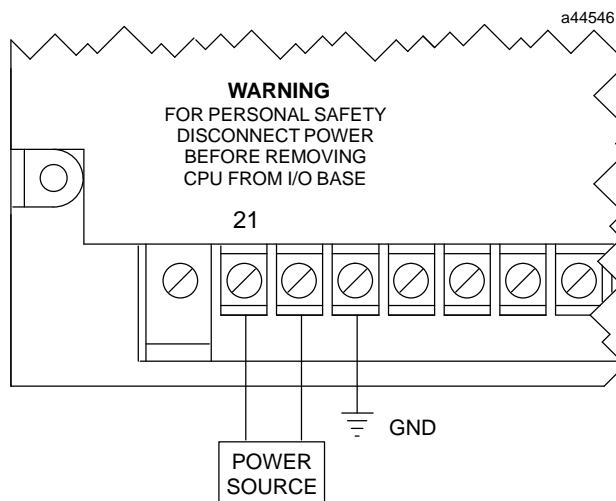 a44546
WARNING
FOR PERSONAL SAFETY
DISCONNECT POWER
BEFORE REMOVING
CPU FROM I/O BASE
21
GND
POWER
SOURCE